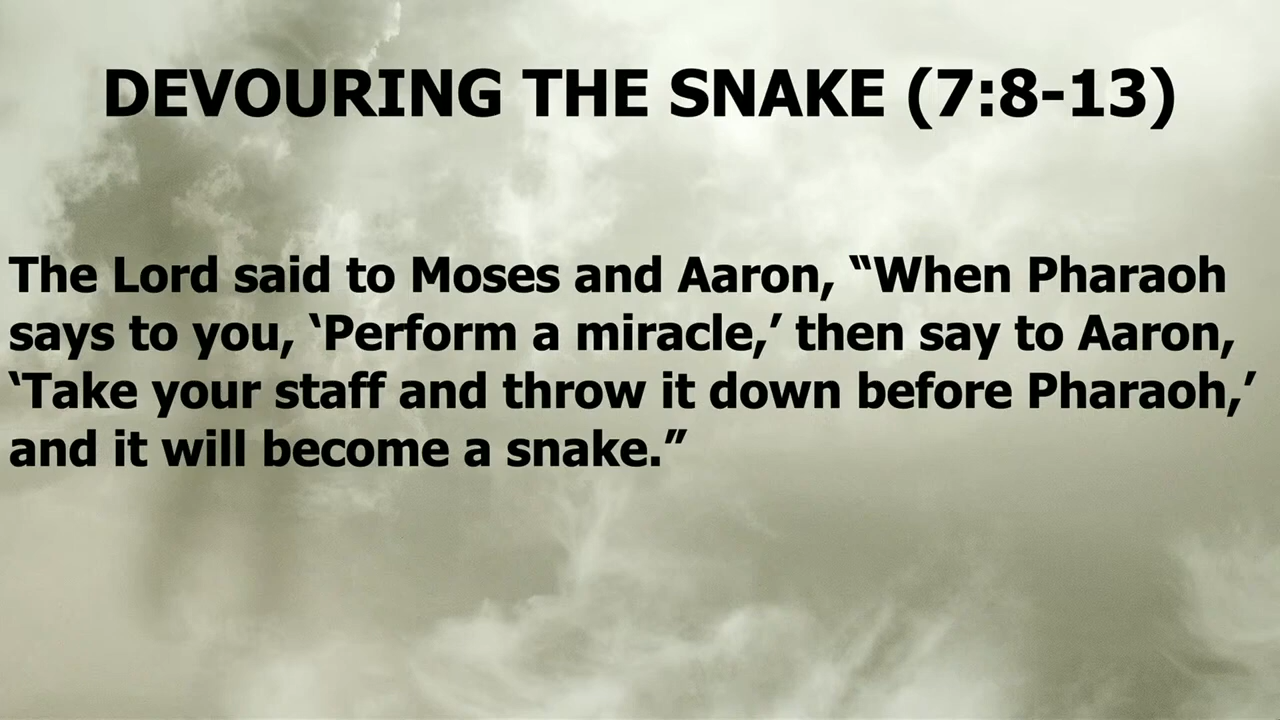 DEVOURING THE SNAKE (7:8-13)
The Lord said to Moses and Aaron, “When Pharaoh
says to you, ‘Perform a miracle,’ then say to Aaron,
‘Take your staff and throw it down before Pharaoh,’
and it will become a snake.”